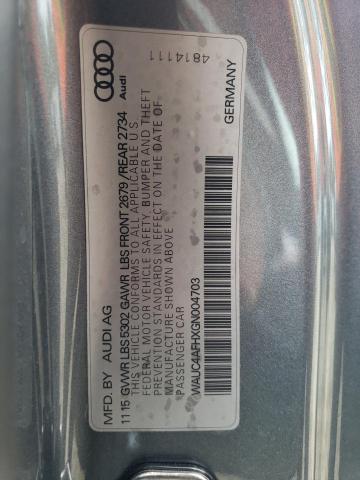 MFD. BY AUDI AG
11 15 GVWR LBS 5302 GAWR LBS FRONT 2679 / REAR 2734
THIS VEHICLE CONFORMS TO ALL APPLICABLE U S
FEDERAL MOTOR VEHICLE SAFETY, BUMPER AND THEFT
PREVENTION STANDARDS IN EFFECT ON THE DATE OF
MANUFACTURE SHOWN ABOVE
PASSENGER CAR
WAUC4AFHXGN004703
GERMANY
Audi
4814111